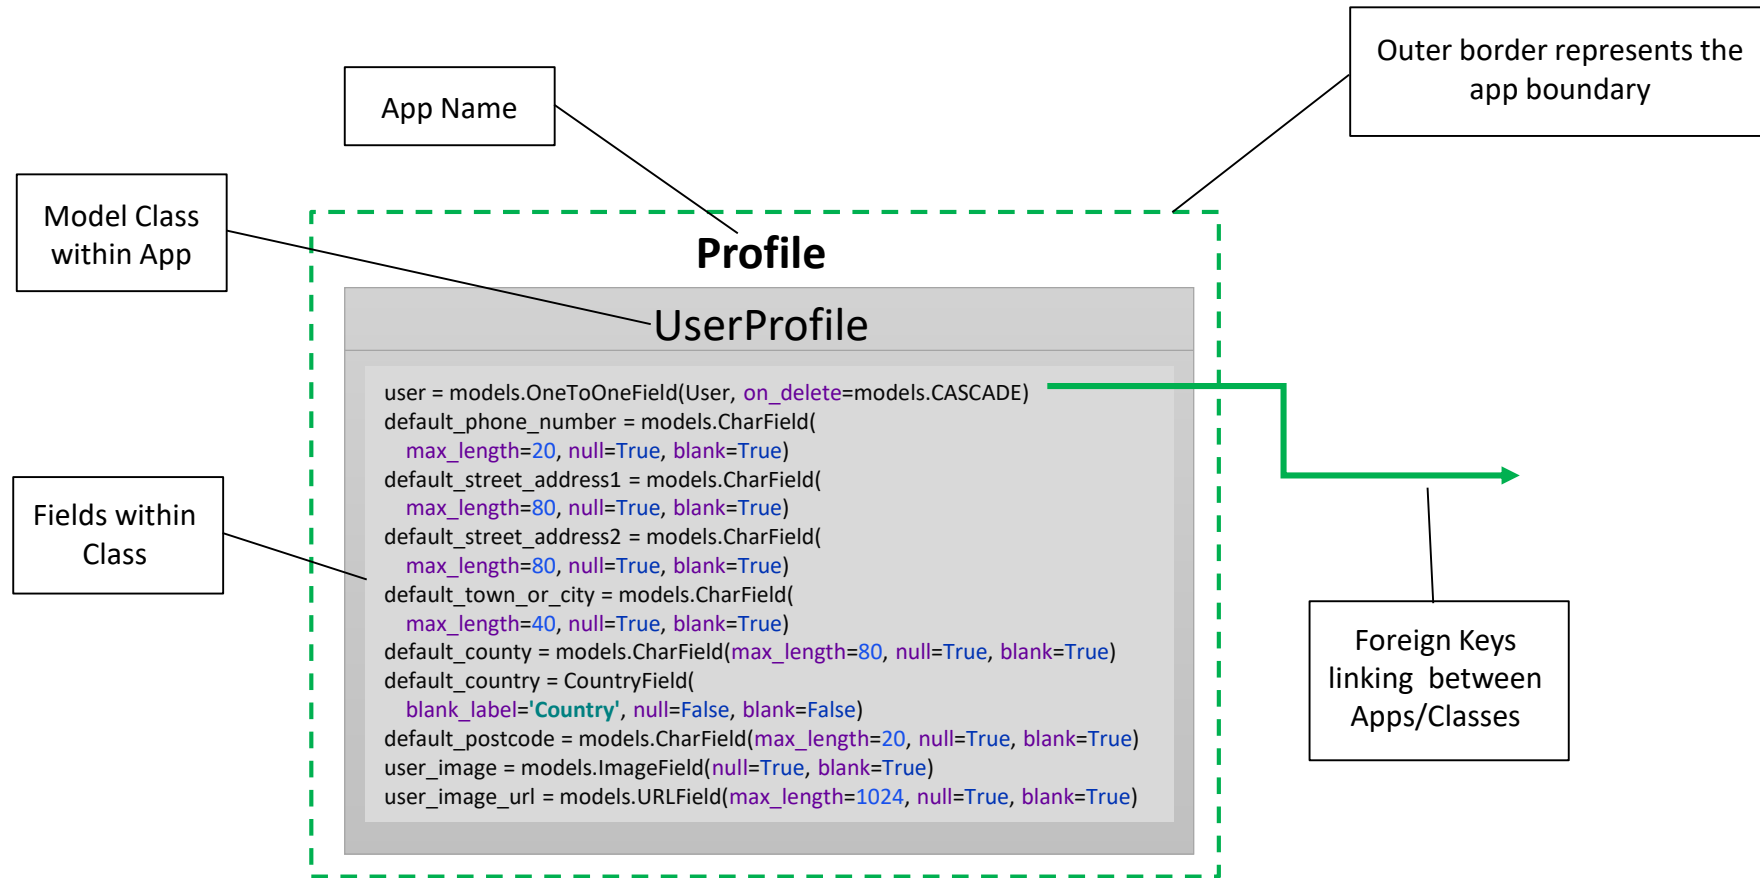 Outer border represents the
app boundary
App Name
Model Class
within App
Profile
UserProfile
user = models.OneToOneField(User, on_delete=models.CASCADE)
default_phone_number = models.CharField(
max_length=20, null=True, blank=True)
default_street_address1 = models.CharField(
max_length=80, null=True, blank=True)
default_street_address2 = models.CharField(
max_length=80, null=True, blank=True)
default_town_or_city = models.CharField(
max_length=40, null=True, blank=True)
default_county = models.CharField(max_length=80, null=True, blank=True)
default_country = CountryField(
blank_label='Country', null=False, blank=False)
default_postcode = models.CharField(max_length=20, null=True, blank=True)
user_image = models.ImageField(null=True, blank=True)
user_image_url = models.URLField(max_length=1024, null=True, blank=True)
Fields within
Class
Foreign Keys
linking  between
Apps/Classes